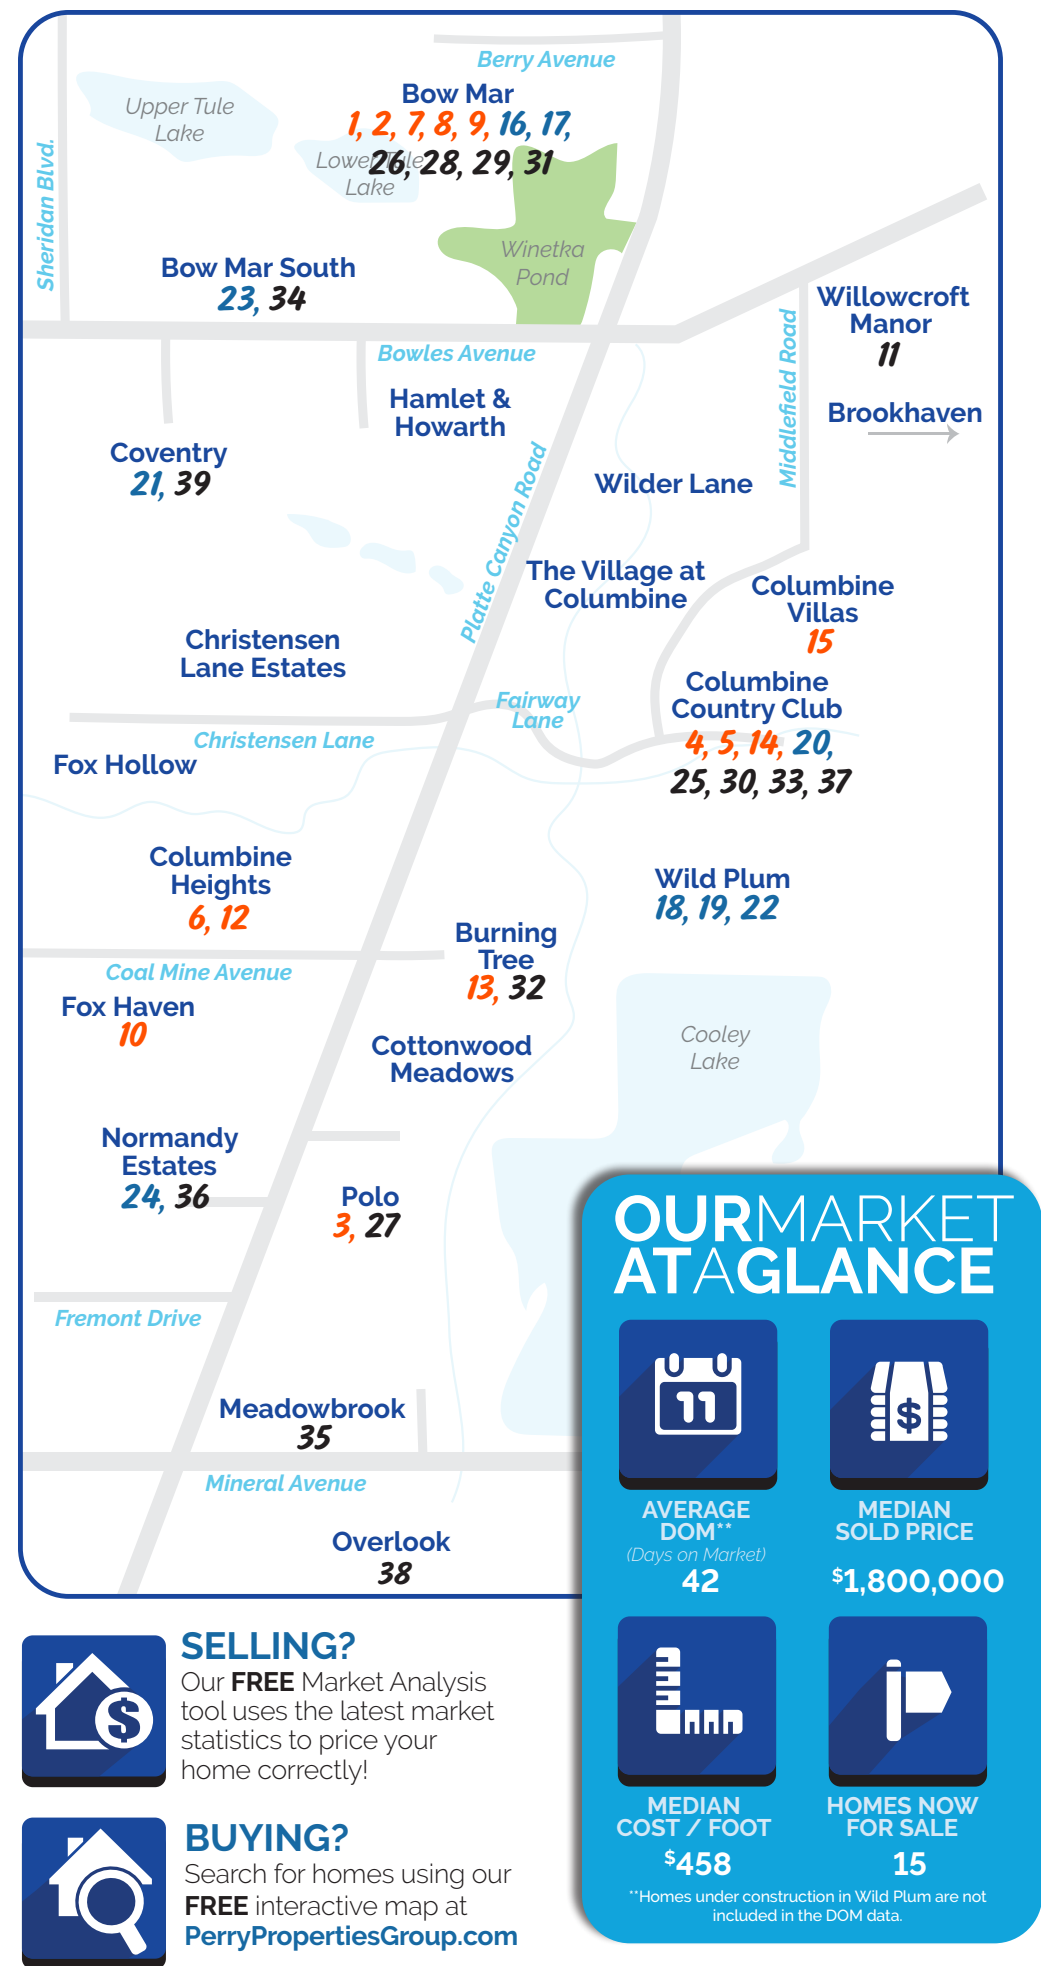 Berry Avenue
Bow Mar
1, 2, 7, 8, 9, 16, 17,
26, 28, 29, 31
Upper Tule
Lake
Lower Tule
Lake
Sheridan Blvd.
Winetka
Pond
Bow Mar South
23, 34
Willowcroft
Manor
11
Bowles Avenue
Middlefield Road
Hamlet &
Howarth
Brookhaven
Coventry
21, 39
Platte Canyon Road
Wilder Lane
The Village at
Columbine
Columbine
Villas
15
Christensen
Lane Estates
Columbine
Country Club
4, 5, 14, 20,
25, 30, 33, 37
Fairway
Lane
Christensen Lane
Fox Hollow
Columbine
Heights
6, 12
Wild Plum
18, 19, 22
Burning
Tree
13, 32
Coal Mine Avenue
Fox Haven
10
Cottonwood
Meadows
Cooley
Lake
Normandy
Estates
24, 36
Polo
3, 27
Fremont Drive
Meadowbrook
35
Mineral Avenue
Overlook
38
OURMARKET
ATAGLANCE
11
$
AVERAGE
DOM**
(Days on Market)
42
MEDIAN
SOLD PRICE
$1,800,000
MEDIAN
COST / FOOT
$458
HOMES NOW
FOR SALE
15
**Homes under construction in Wild Plum are not
included in the DOM data.
$
SELLING?
Our FREE Market Analysis
tool uses the latest market
statistics to price your
home correctly!
BUYING?
Search for homes using our
FREE interactive map at
PerryPropertiesGroup.com